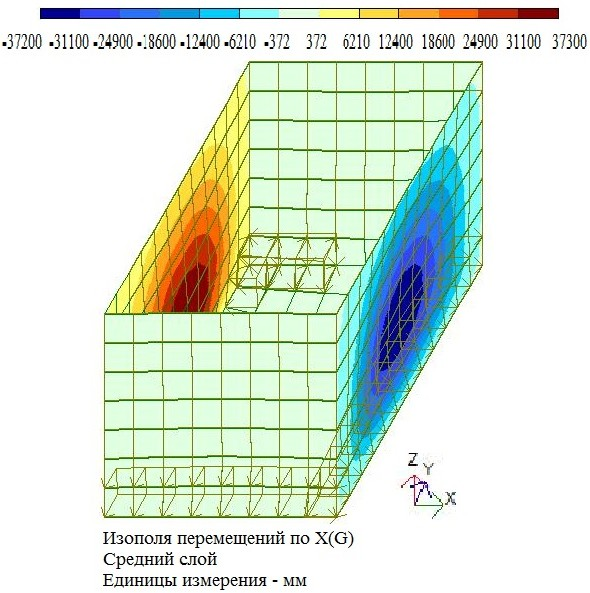 -37200 -31100 -24900 -18600 -12400 -6210 -372 372 6210 12400 18600 24900 31100 37300
Z
Y
X
Изополя перемещений по X(G)
Средний слой
Единицы измерения - мм